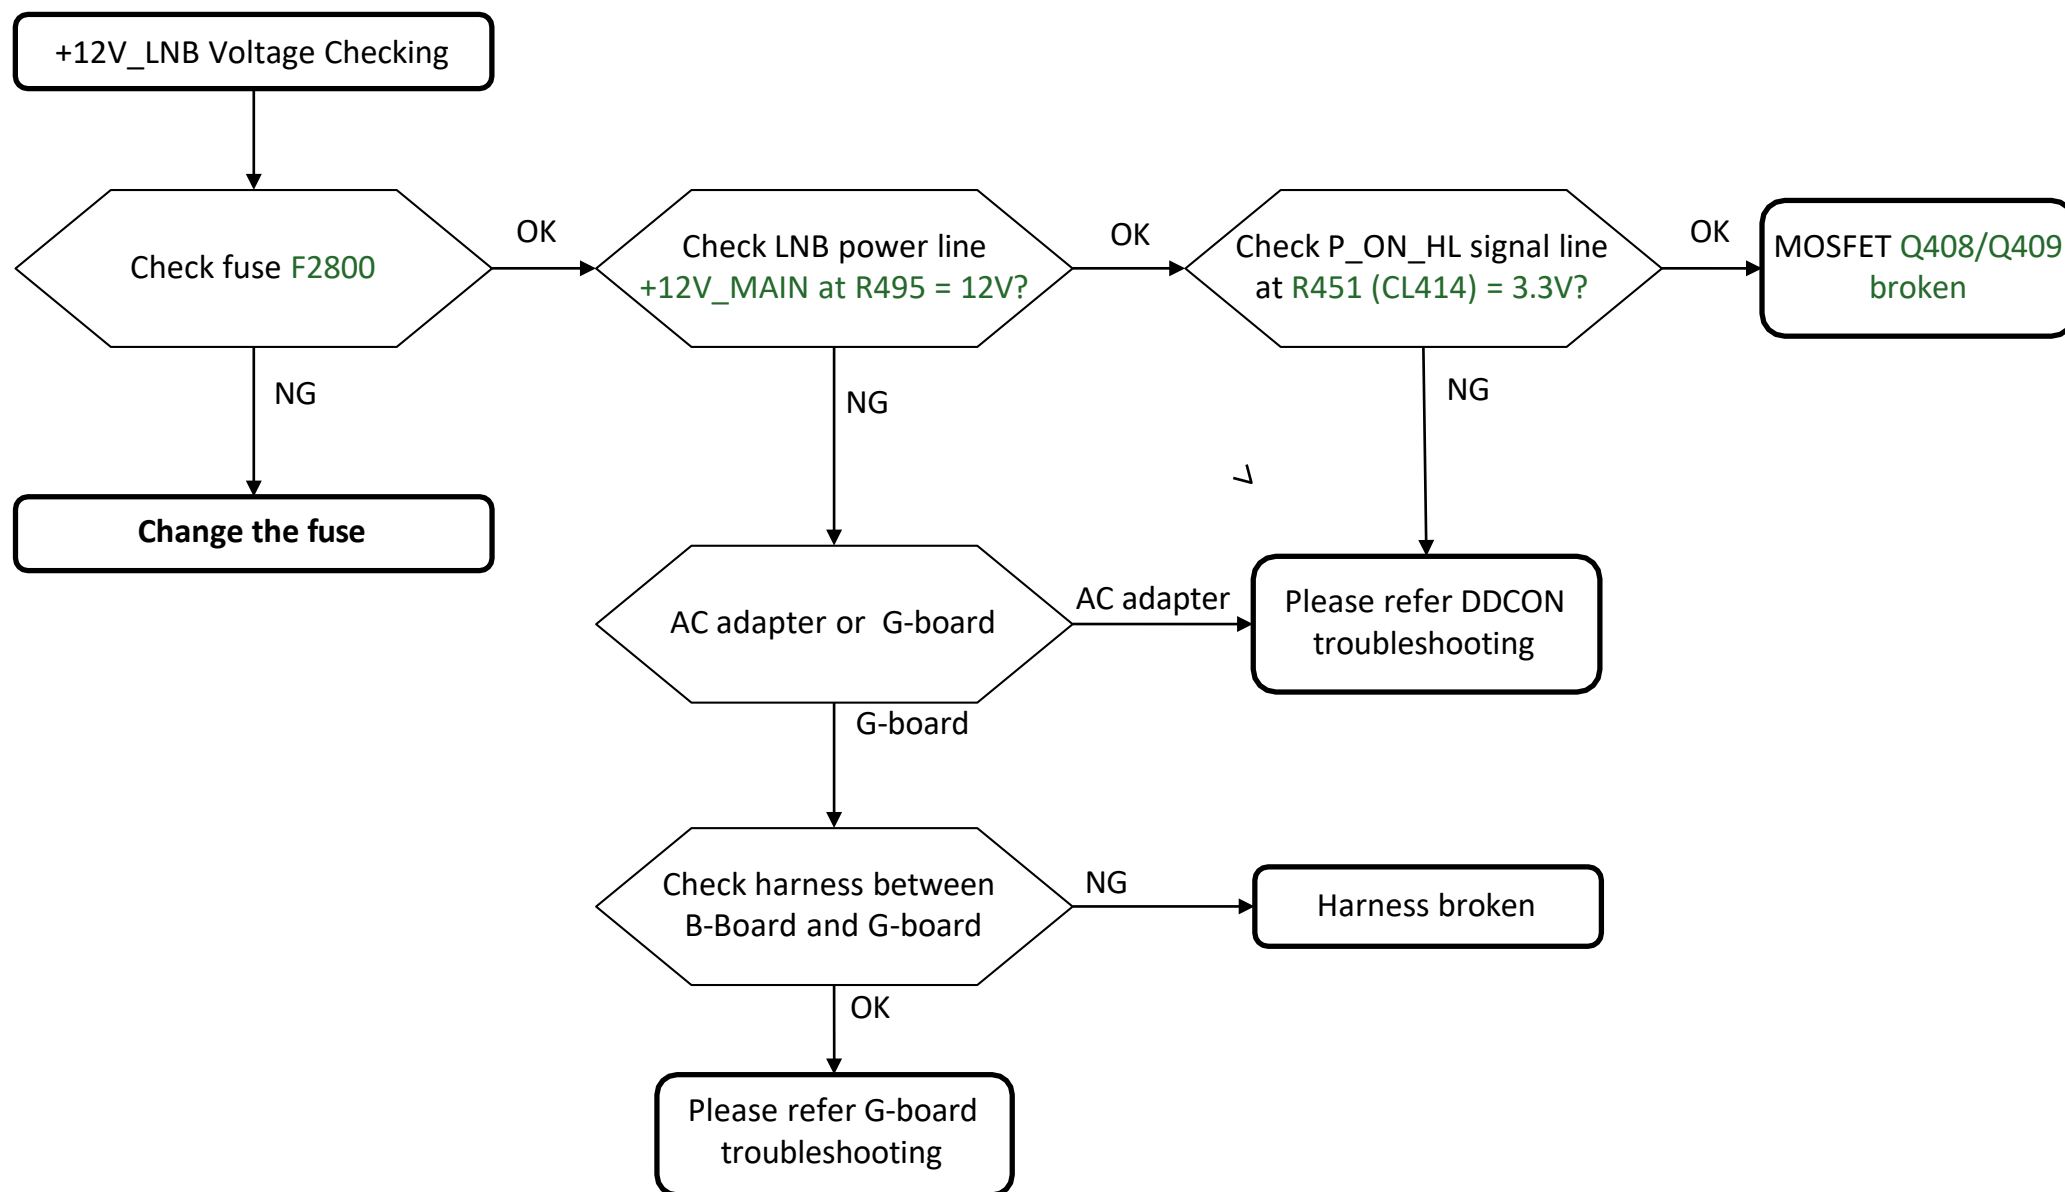 +12V_LNB Voltage Checking
Check fuse F2800
OK
Check LNB power line
+12V_MAIN at R495 = 12V?
OK
Check P_ON_HL signal line
at R451 (CL414) = 3.3V?
OK
MOSFET Q408/Q409
broken
NG
NG
NG
Change the fuse
AC adapter or  G-board
AC adapter
Please refer DDCON
troubleshooting
G-board
Check harness between
B-Board and G-board
NG
Harness broken
OK
Please refer G-board
troubleshooting